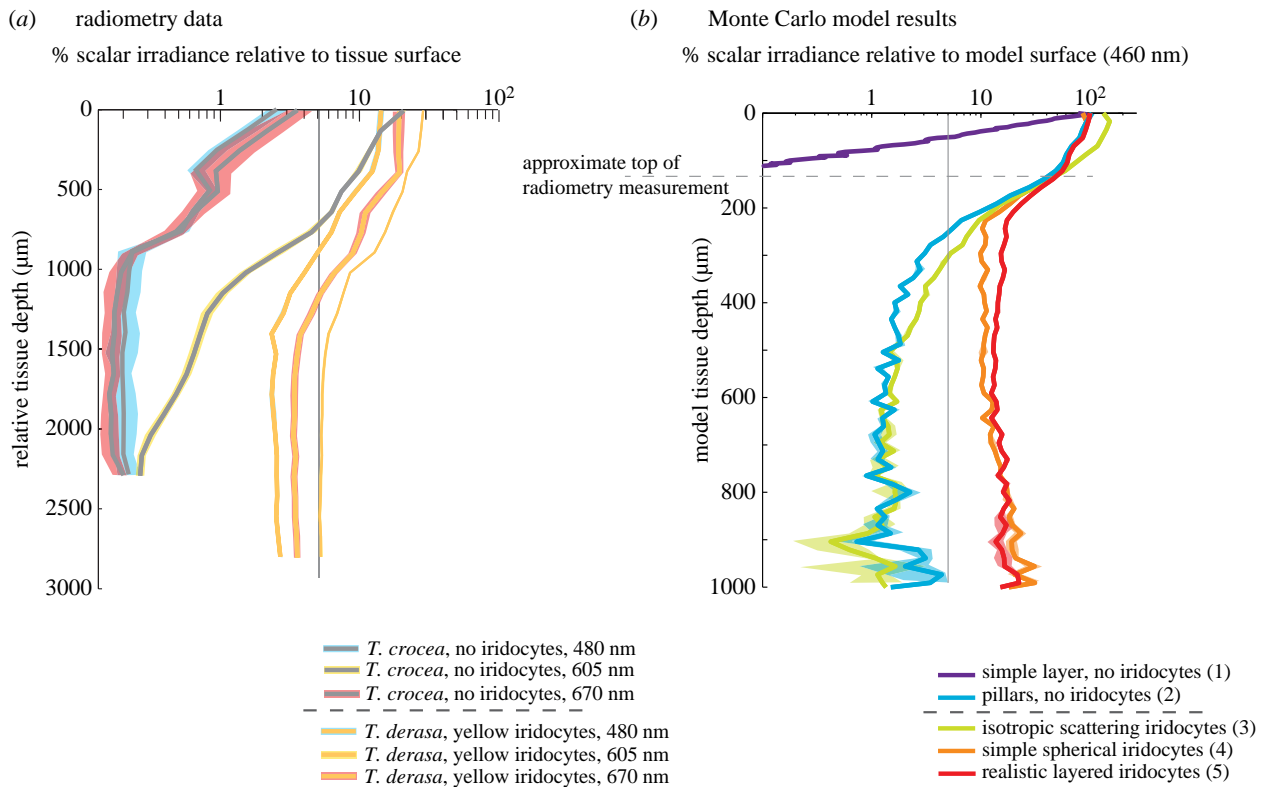 (a) radiometry data
% scalar irradiance relative to tissue surface
1 10 10²
0
500
1000
1500
2000
2500
3000
relative tissue depth (µm)
T. crocea, no iridocytes, 480 nm
T. crocea, no iridocytes, 605 nm
T. crocea, no iridocytes, 670 nm
T. derasa, yellow iridocytes, 480 nm
T. derasa, yellow iridocytes, 605 nm
T. derasa, yellow iridocytes, 670 nm
(b) Monte Carlo model results
% scalar irradiance relative to model surface (460 nm)
1 10 10²
0
approximate top of
radiometry measurement
200
400
600
800
1000
model tissue depth (µm)
simple layer, no iridocytes (1)
pillars, no iridocytes (2)
isotropic scattering iridocytes (3)
simple spherical iridocytes (4)
realistic layered iridocytes (5)